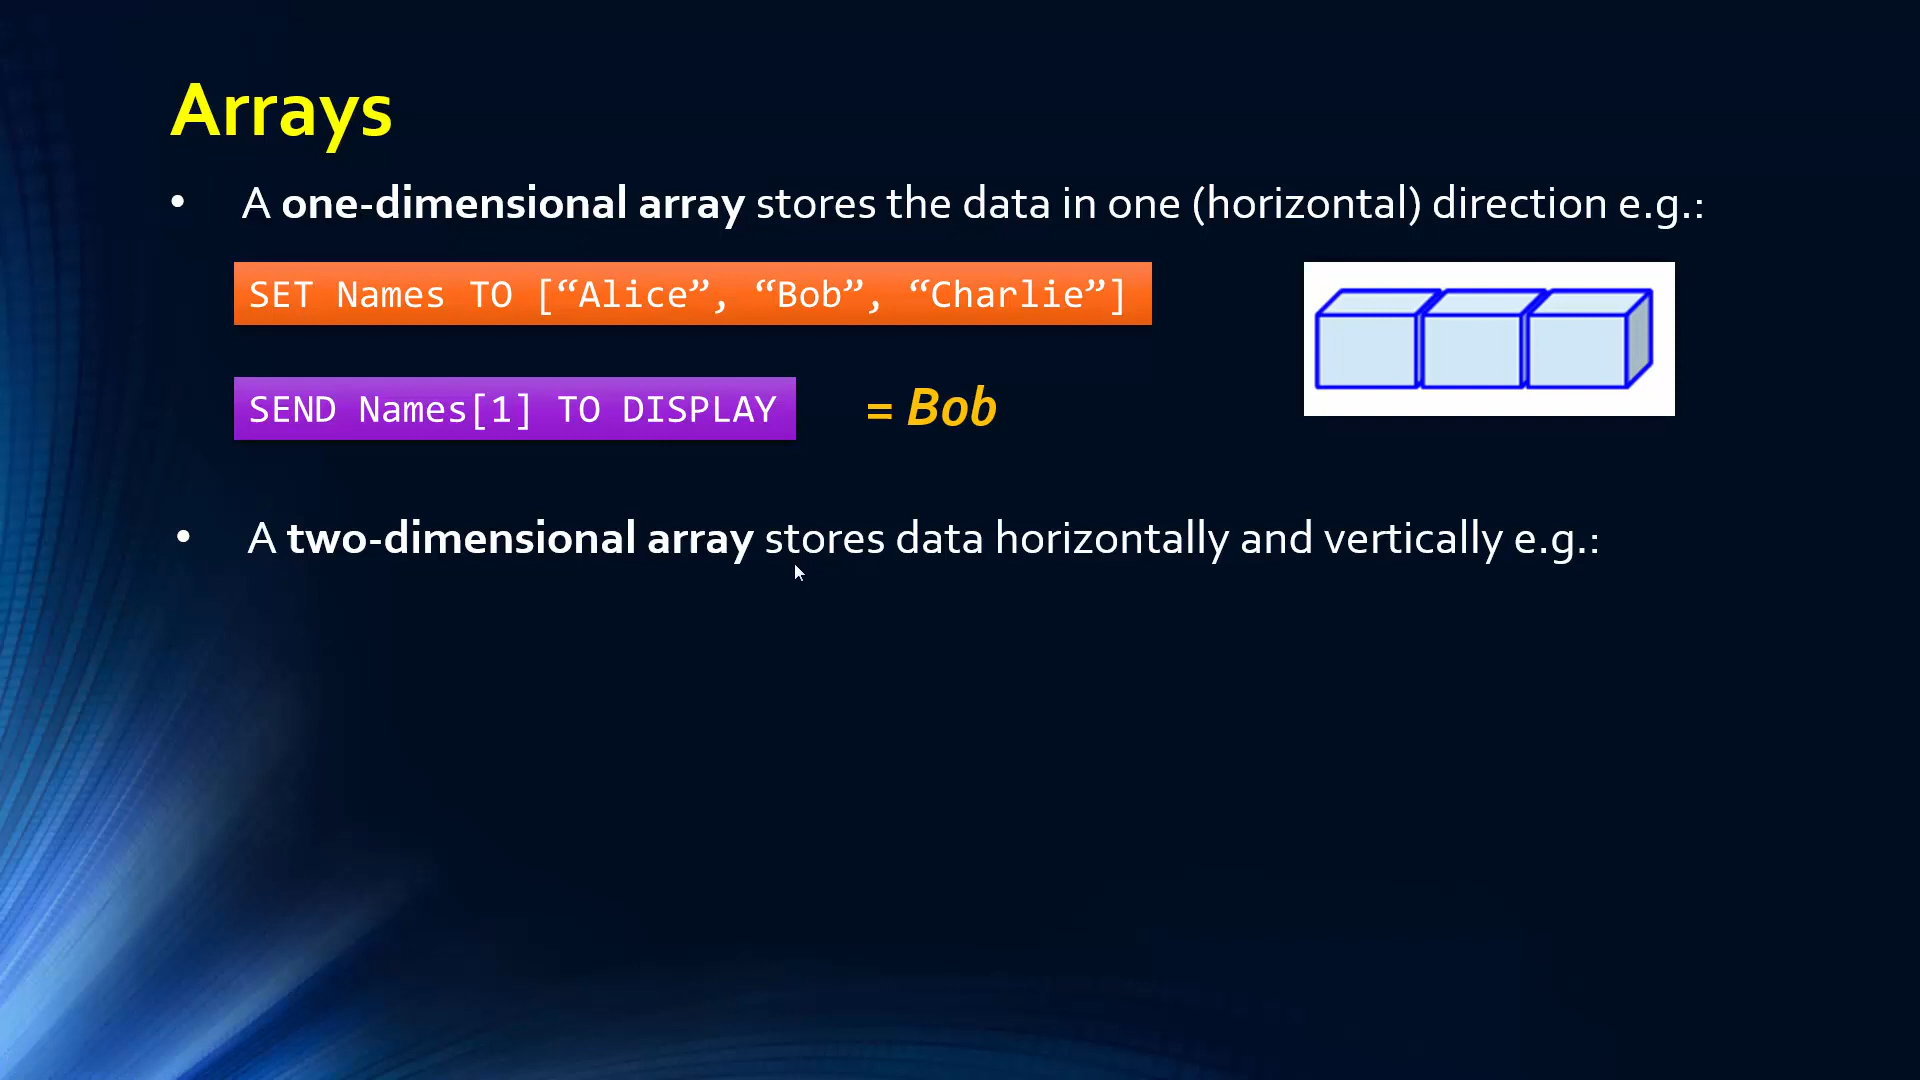 Arrays
• A one-dimensional array stores the data in one (horizontal) direction e.g.:
SET Names TO [“Alice”, “Bob”, “Charlie”]
SEND Names[1] TO DISPLAY = Bob
• A two-dimensional array stores data horizontally and vertically e.g.: